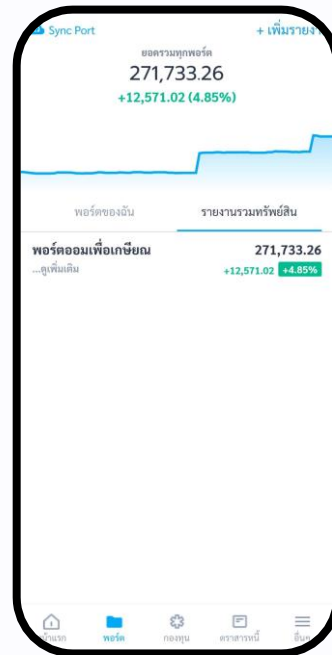 Sync Port
+ เพิ่มรายกา
ยอดรวมทุกพอร์ต
271,733.26
+12,571.02 (4.85%)
พอร์ตของฉัน
รายงานรวมทรัพย์สิน
พอร์ตออมเพื่อเกษียณ 271,733.26
...ดูเพิ่มเติม +12,571.02 +4.85%
หน้าแรก พอร์ต กองทุน ตราสารหนี้ อื่นๆ